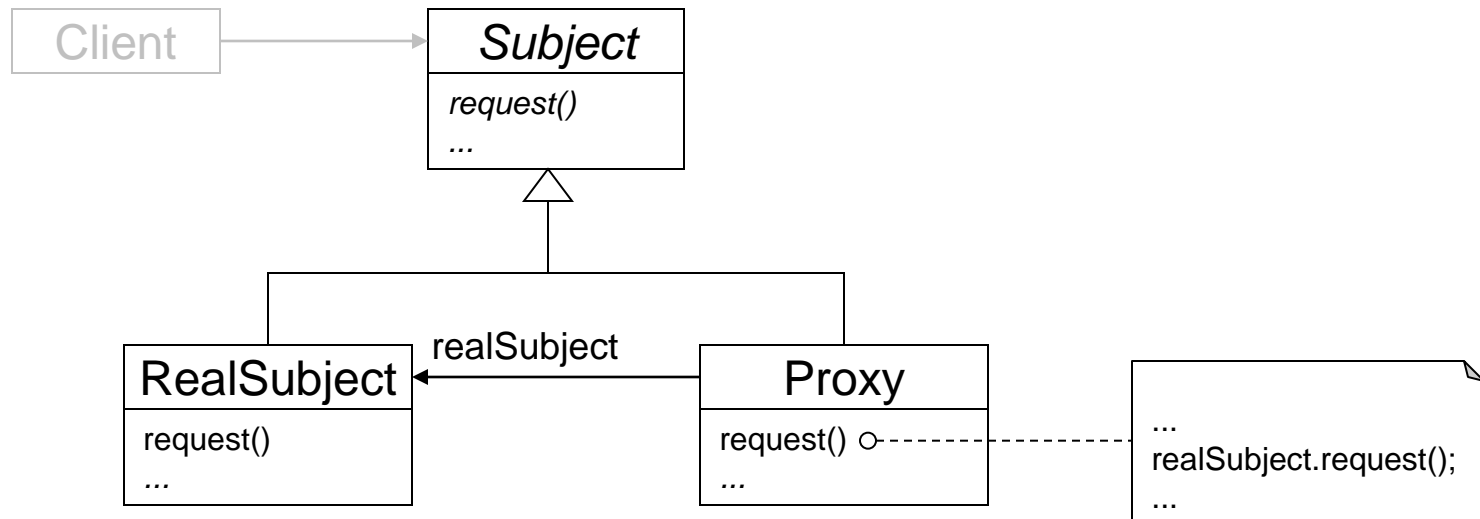 Client
Subject
request()
...
realSubject
RealSubject
request()
...
Proxy
request()
...
...
realSubject.request();
...